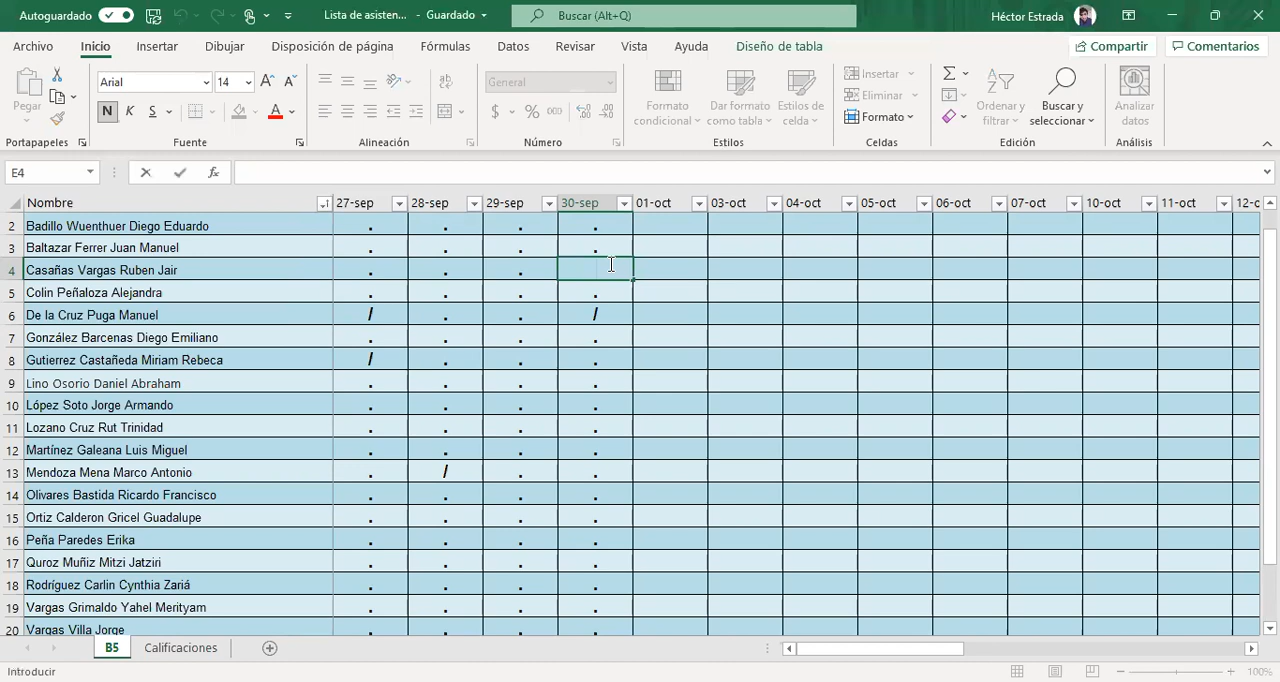 Autoguardado Lista de asisten... - Guardado Buscar (Alt+Q) Héctor Estrada
Archivo Inicio Insertar Dibujar Disposición de página Fórmulas Datos Revisar Vista Ayuda Diseño de tabla Compartir Comentarios
Arial 14 General Insertar
Pegar Formato condicional Dar formato como tabla Estilos de celda Eliminar Ordenar y filtrar Buscar y seleccionar Analizar datos
N K S $ % 000 Formato
Portapapeles Fuente Alineación Número Estilos Celdas Edición Análisis
E4 fx
Nombre 27-sep 28-sep 29-sep 30-sep 01-oct 03-oct 04-oct 05-oct 06-oct 07-oct 10-oct 11-oct 12-o
2 Badillo Wuenthuer Diego Eduardo . . . .
3 Baltazar Ferrer Juan Manuel . . . .
4 Casañas Vargas Ruben Jair . . .
5 Colin Peñaloza Alejandra . . . .
6 De la Cruz Puga Manuel / . . /
7 González Barcenas Diego Emiliano . . . .
8 Gutierrez Castañeda Miriam Rebeca / . . .
9 Lino Osorio Daniel Abraham . . . .
10 López Soto Jorge Armando . . . .
11 Lozano Cruz Rut Trinidad . . . .
12 Martínez Galeana Luis Miguel . . . .
13 Mendoza Mena Marco Antonio . / . .
14 Olivares Bastida Ricardo Francisco . . . .
15 Ortiz Calderon Gricel Guadalupe . . . .
16 Peña Paredes Erika . . . .
17 Quroz Muñiz Mitzi Jatziri . . . .
18 Rodríguez Carlin Cynthia Zariá . . . .
19 Vargas Grimaldo Yahel Merityam . . . .
20 Vargas Villa Jorge . . . .
B5 Calificaciones
Introducir 100%